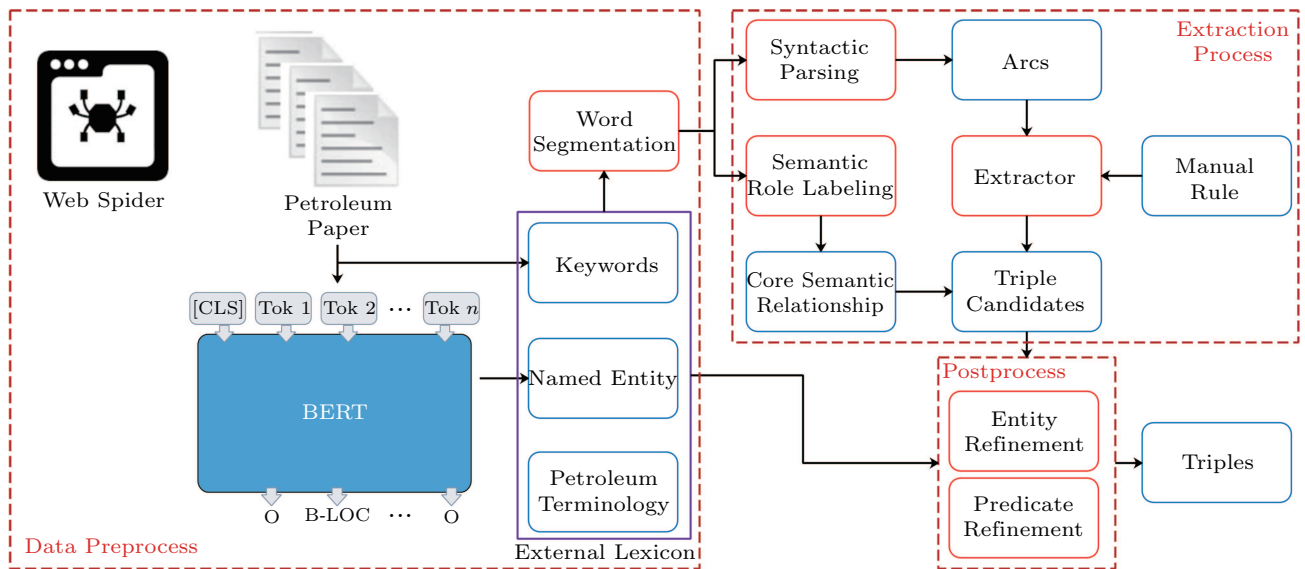 Web Spider
Petroleum
Paper
[CLS]
Tok 1
Tok 2
...
Tok n
BERT
O
B-LOC
...
O
Data Preprocess
Word
Segmentation
Keywords
Named Entity
Petroleum
Terminology
External Lexicon
Extraction
Process
Syntactic
Parsing
Arcs
Semantic
Role Labeling
Extractor
Manual
Rule
Core Semantic
Relationship
Triple
Candidates
Postprocess
Entity
Refinement
Predicate
Refinement
Triples